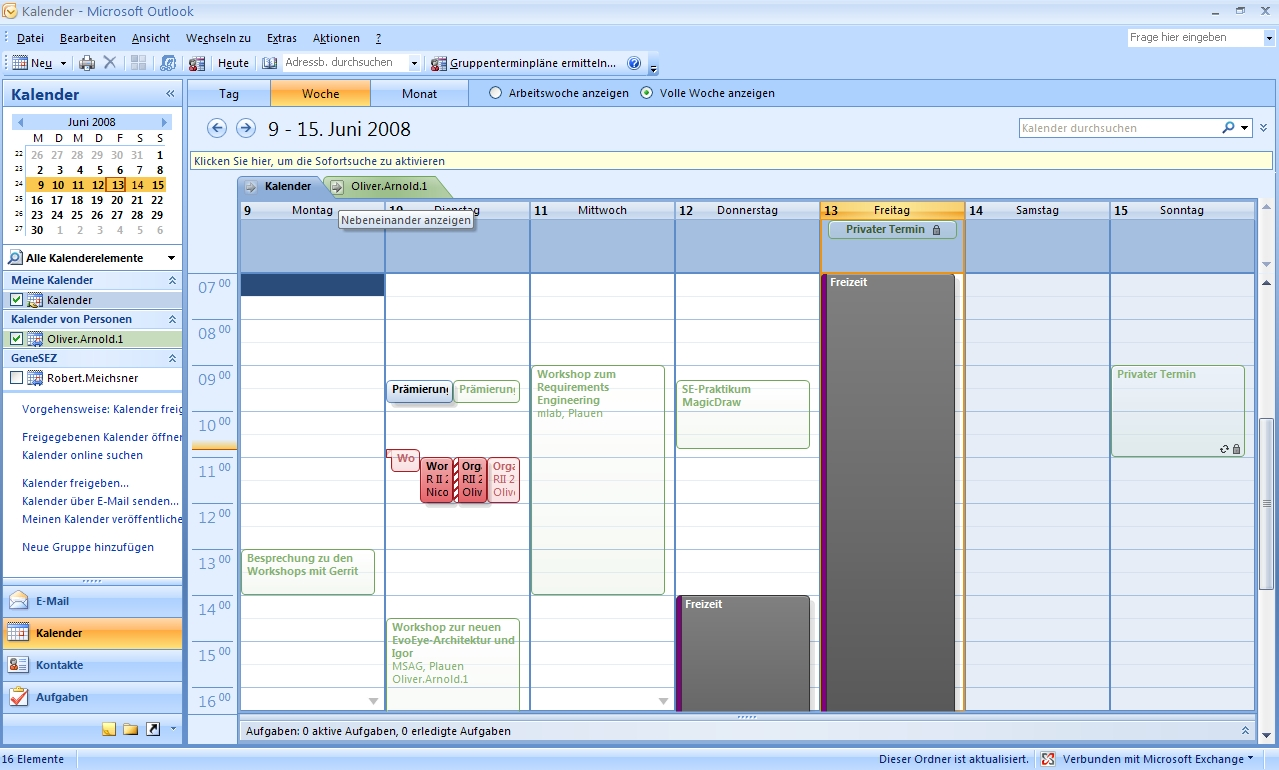 Kalender - Microsoft Outlook
Datei Bearbeiten Ansicht Wechseln zu Extras Aktionen ?
Frage hier eingeben
Neu Heute Adressb. durchsuchen Gruppenterminpläne ermitteln...
Kalender «
Juni 2008
M D M D F S S
22 26 27 28 29 30 31 1
23 2 3 4 5 6 7 8
24 9 10 11 12 13 14 15
25 16 17 18 19 20 21 22
26 23 24 25 26 27 28 29
27 30 1 2 3 4 5 6
Alle Kalenderelemente
Meine Kalender
Kalender
Kalender von Personen
Oliver.Arnold.1
GeneSEZ
Robert.Meichsner
Vorgehensweise: Kalender freig
Freigegebenen Kalender öffner
Kalender online suchen
Kalender freigeben...
Kalender über E-Mail senden...
Meinen Kalender veröffentliche
Neue Gruppe hinzufügen
E-Mail
Kalender
Kontakte
Aufgaben
Tag Woche Monat Arbeitswoche anzeigen Volle Woche anzeigen
9 - 15. Juni 2008
Kalender durchsuchen
Klicken Sie hier, um die Sofortsuche zu aktivieren
Kalender Oliver.Arnold.1
9 Montag 10 Dienstag 11 Mittwoch 12 Donnerstag 13 Freitag 14 Samstag 15 Sonntag
Nebeneinander anzeigen
Privater Termin
07 00
08 00
09 00
10 00
11 00
12 00
13 00
14 00
15 00
16 00
Besprechung zu den
Workshops mit Gerrit
Prämierung
Prämierung
Wo
Wor
R II 2
Nico
Orga
RII 2
Oliv
Orga
RII 2
Olive
Workshop zur neuen
EvoEye-Architektur und
Igor
MSAG, Plauen
Oliver.Arnold.1
Workshop zum
Requirements
Engineering
mlab, Plauen
SE-Praktikum
MagicDraw
Freizeit
Freizeit
Privater Termin
Aufgaben: 0 aktive Aufgaben, 0 erledigte Aufgaben
16 Elemente
Dieser Ordner ist aktualisiert. Verbunden mit Microsoft Exchange